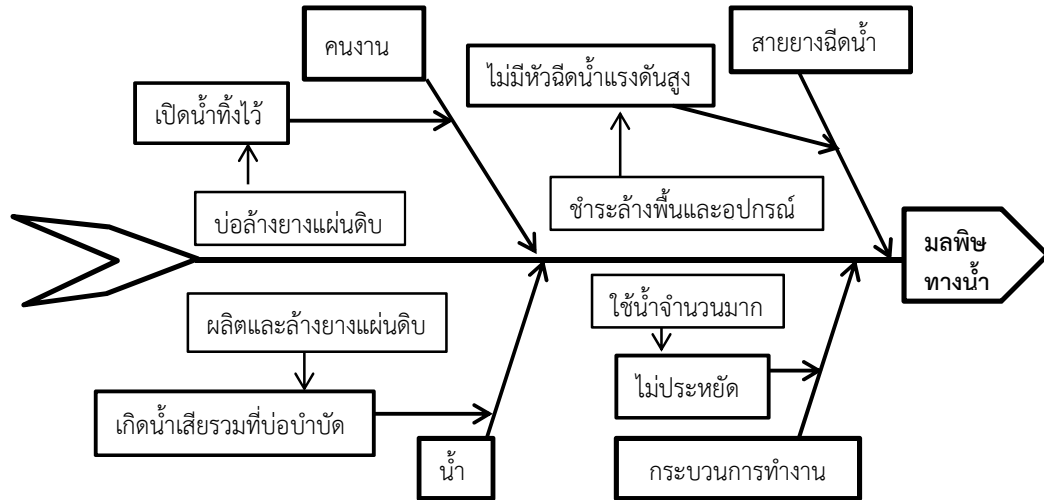 คนงาน
ไม่มีหัวฉีดน้ำแรงดันสูง
สายยางฉีดน้ำ
เปิดน้ำทิ้งไว้
บ่อล้างยางแผ่นดิบ
ชำระล้างพื้นและอปกรณ์
มลพิษ
ทางน้ำ
ผลิตและล้างยางแผ่นดิบ
ใช้น้ำจำนวนมาก
เกิดน้ำเสียรวมที่บ่อบำบัด
ไม่ประหยัด
น้ำ
กระบวนการทำงาน